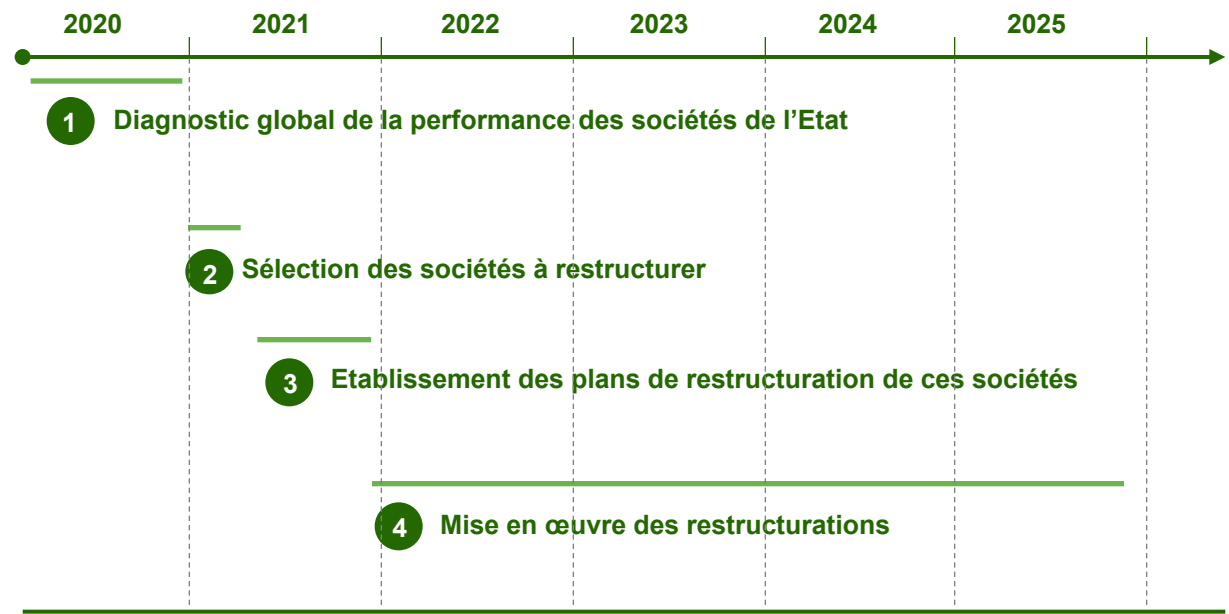 2020 2021 2022 2023 2024 2025
1 Diagnostic global de la performance des sociétés de l’Etat
2 Sélection des sociétés à restructurer
3 Etablissement des plans de restructuration de ces sociétés
4 Mise en œuvre des restructurations